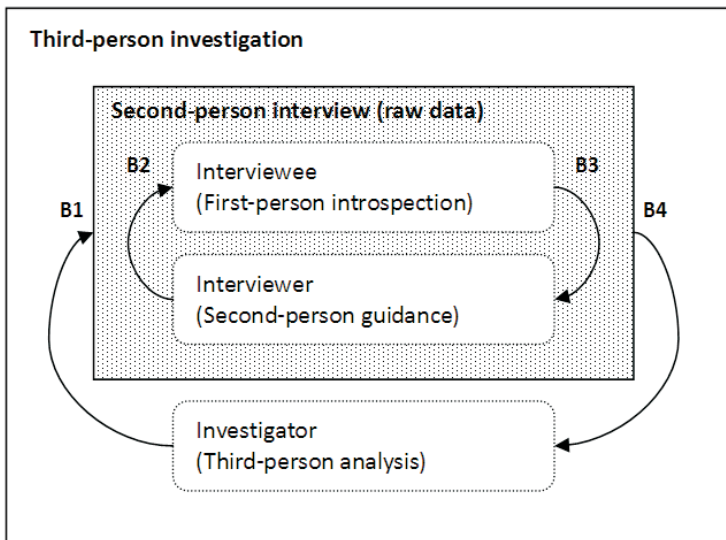 Third-person investigation
Second-person interview (raw data)
B2
Interviewee
(First-person introspection)
B3
B1
B4
Interviewer
(Second-person guidance)
Investigator
(Third-person analysis)